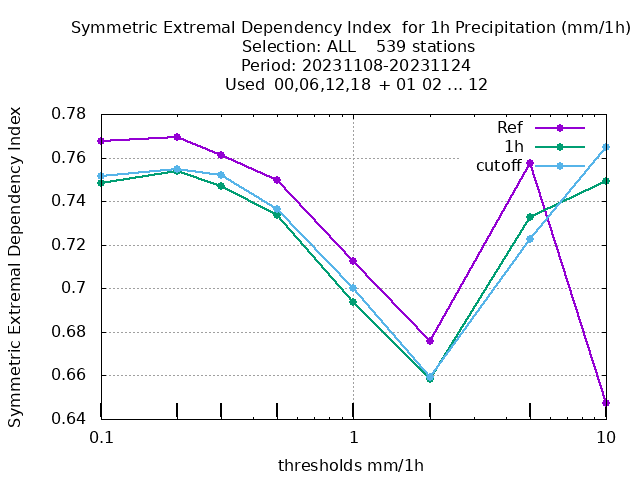 Symmetric Extremal Dependency Index  for 1h Precipitation (mm/1h)
Selection: ALL    539 stations
Period: 20231108-20231124
Used  00,06,12,18  + 01 02 ... 12
Symmetric Extremal Dependency Index
0.78
0.76
0.74
0.72
0.7
0.68
0.66
0.64
Ref
1h
cutoff
0.1
1
10
thresholds mm/1h